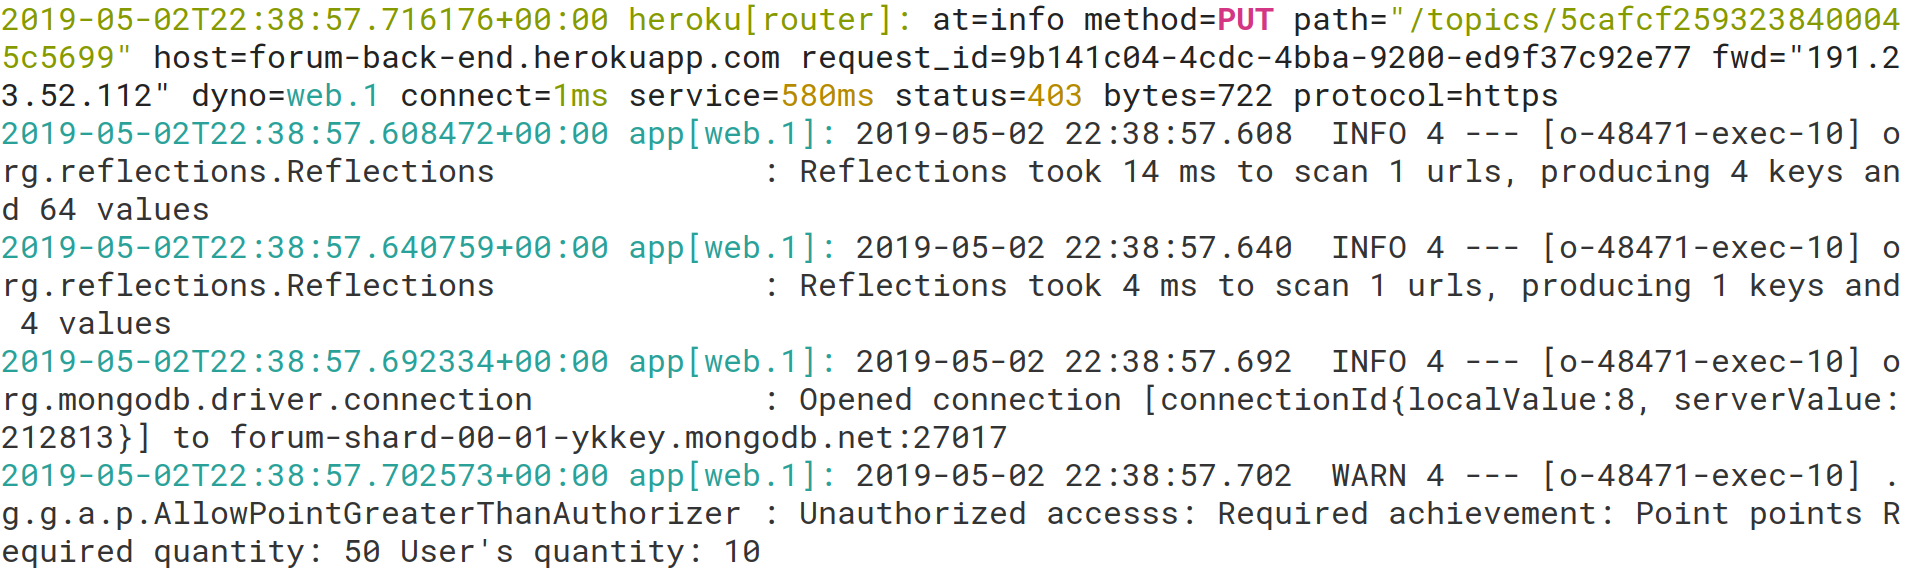 2019-05-02T22:38:57.716176+00:00 heroku[router]: at=info method=PUT path="/topics/5cafcf259323840004
5c5699" host=forum-back-end.herokuapp.com request_id=9b141c04-4cdc-4bba-9200-ed9f37c92e77 fwd="191.2
3.52.112" dyno=web.1 connect=1ms service=580ms status=403 bytes=722 protocol=https
2019-05-02T22:38:57.608472+00:00 app[web.1]: 2019-05-02 22:38:57.608  INFO 4 --- [o-48471-exec-10] o
rg.reflections.Reflections              : Reflections took 14 ms to scan 1 urls, producing 4 keys an
d 64 values
2019-05-02T22:38:57.640759+00:00 app[web.1]: 2019-05-02 22:38:57.640  INFO 4 --- [o-48471-exec-10] o
rg.reflections.Reflections              : Reflections took 4 ms to scan 1 urls, producing 1 keys and
 4 values
2019-05-02T22:38:57.692334+00:00 app[web.1]: 2019-05-02 22:38:57.692  INFO 4 --- [o-48471-exec-10] o
rg.mongodb.driver.connection            : Opened connection [connectionId{localValue:8, serverValue:
212813}] to forum-shard-00-01-ykkey.mongodb.net:27017
2019-05-02T22:38:57.702573+00:00 app[web.1]: 2019-05-02 22:38:57.702  WARN 4 --- [o-48471-exec-10] .
g.g.a.p.AllowPointGreaterThanAuthorizer : Unauthorized accesss: Required achievement: Point points R
equired quantity: 50 User's quantity: 10